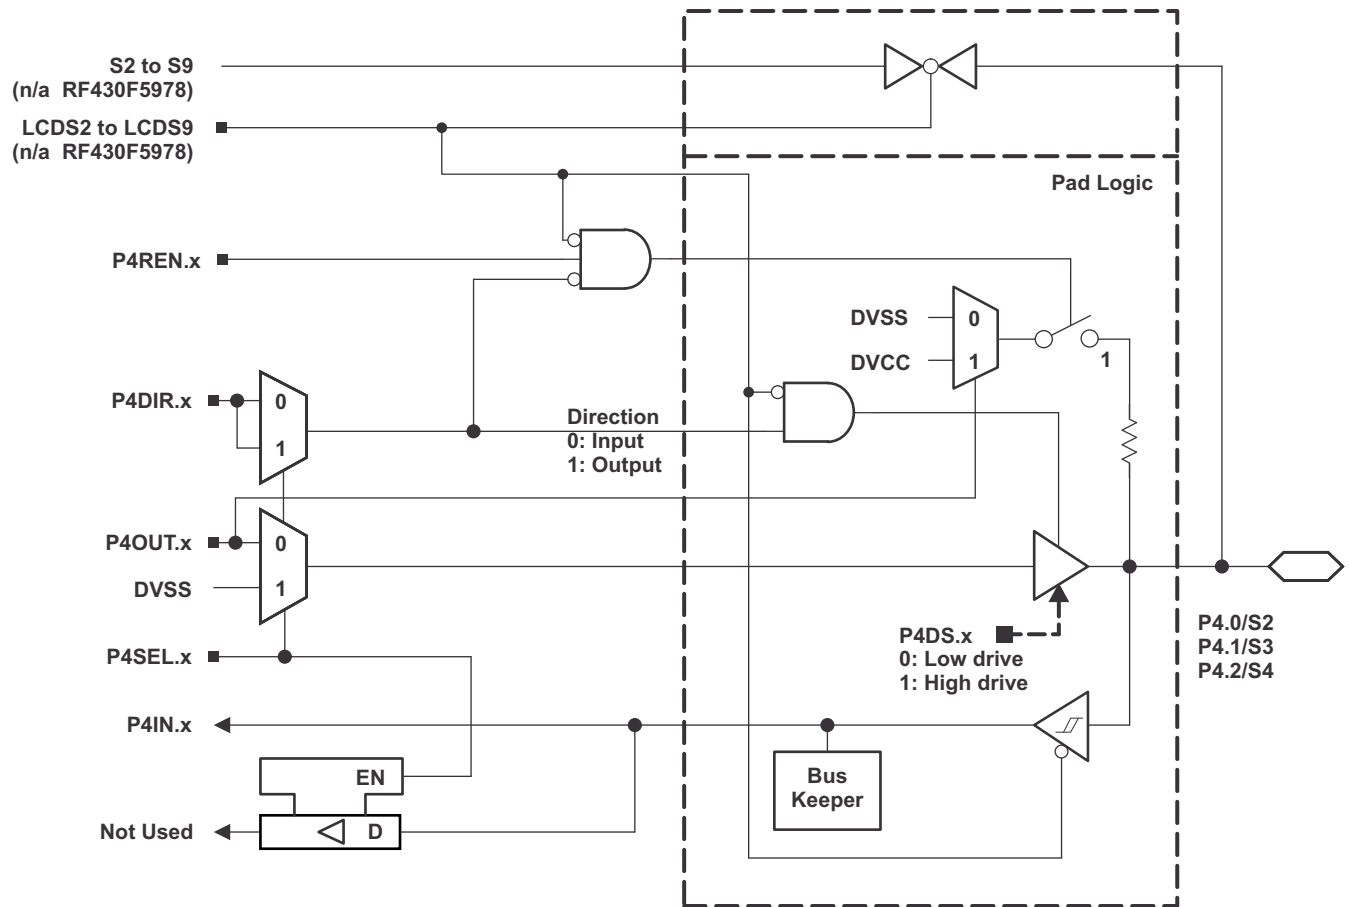 S2 to S9
(n/a RF430F5978)
LCDS2 to LCDS9
(n/a RF430F5978)
Pad Logic
P4REN.x
DVSS
0
DVCC
1
1
P4DIR.x
0
1
Direction
0: Input
1: Output
P4OUT.x
0
DVSS
1
P4SEL.x
P4DS.x
0: Low drive
1: High drive
P4.0/S2
P4.1/S3
P4.2/S4
P4IN.x
EN
Bus
Keeper
Not Used
D